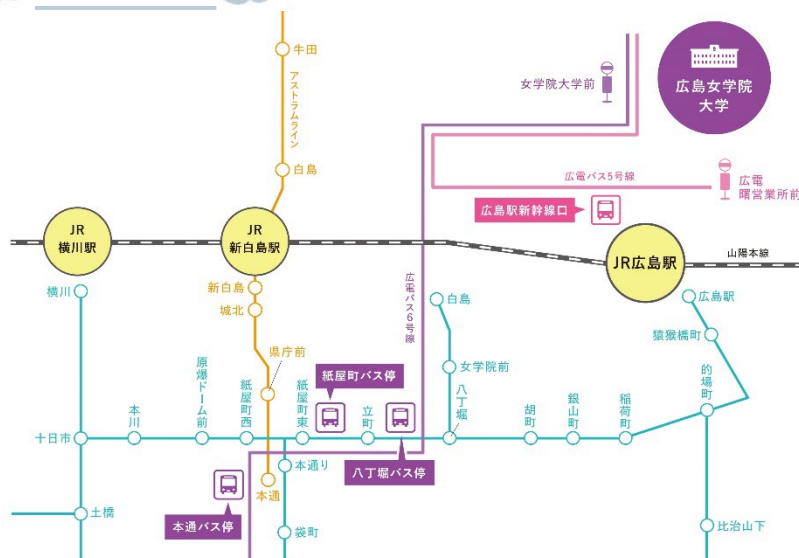 牛田
アストラムライン
女学院大学前
広島女学院
大学
白島
広電バス5号線
広電
曙営業所前
広島駅新幹線口
JR
横川駅
JR
新白島駅
JR広島駅
山陽本線
横川
新白島
城北
広電バス6号線
白島
広島駅
猿猴橋町
県庁前
女学院前
紙屋町バス停
原爆ドーム前
紙屋町西
紙屋町東
立町
八丁堀
胡町
銀山町
稲荷町
的場町
本川
十日市
本通り
八丁堀バス停
本通
土橋
本通バス停
袋町
比治山下